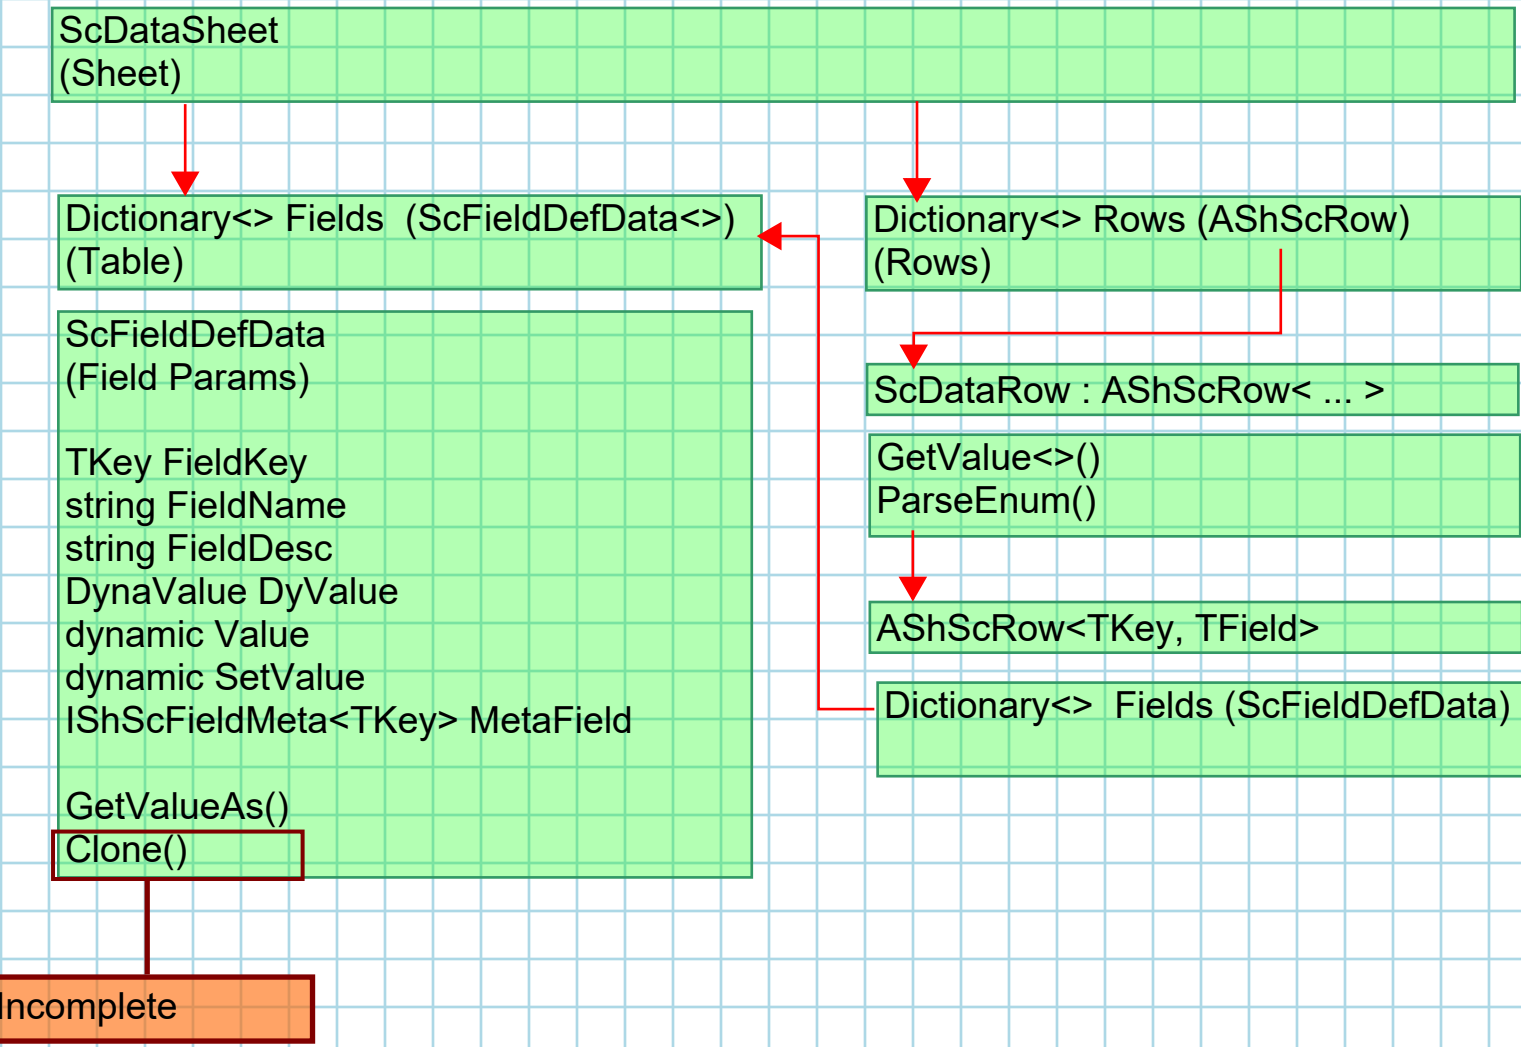 ScDataSheet
(Sheet)
Dictionary<> Fields  (ScFieldDefData<>)
(Table)
ScFieldDefData
(Field Params)
TKey FieldKey
string FieldName
string FieldDesc
DynaValue DyValue
dynamic Value
dynamic SetValue
IShScFieldMeta<TKey> MetaField
GetValueAs()
Clone()
Incomplete
Dictionary<> Rows (AShScRow)
(Rows)
ScDataRow : AShScRow< ... >
GetValue<>()
ParseEnum()
AShScRow<TKey, TField>
Dictionary<>  Fields (ScFieldDefData)